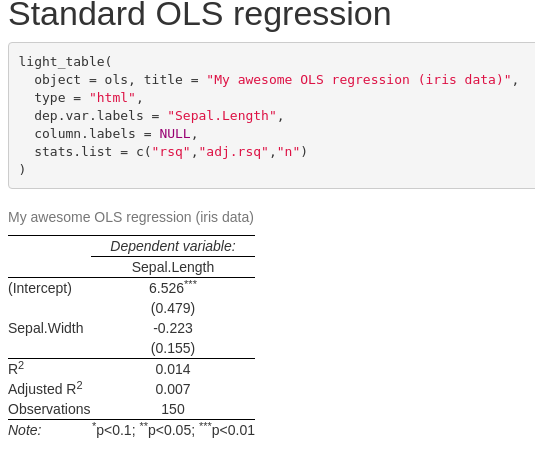 Standard OLS regression
light_table(
  object = ols, title = "My awesome OLS regression (iris data)",
  type = "html",
  dep.var.labels = "Sepal.Length",
  column.labels = NULL,
  stats.list = c("rsq","adj.rsq","n")
)
My awesome OLS regression (iris data)
Dependent variable:
Sepal.Length
(Intercept) 6.526***
(0.479)
Sepal.Width -0.223
(0.155)
R2 0.014
Adjusted R2 0.007
Observations 150
Note: *p<0.1; **p<0.05; ***p<0.01